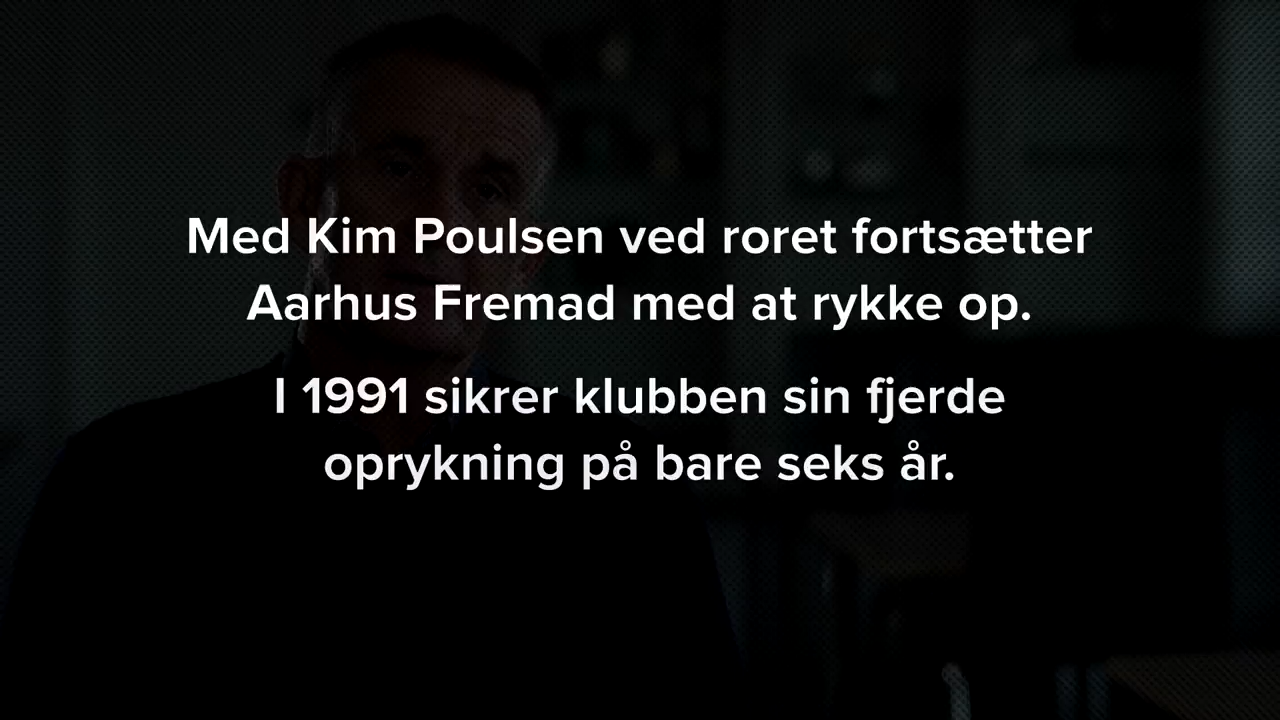 Med Kim Poulsen ved roret fortsætter
Aarhus Fremad med at rykke op.
I 1991 sikrer klubben sin fjerde
oprykning på bare seks år.